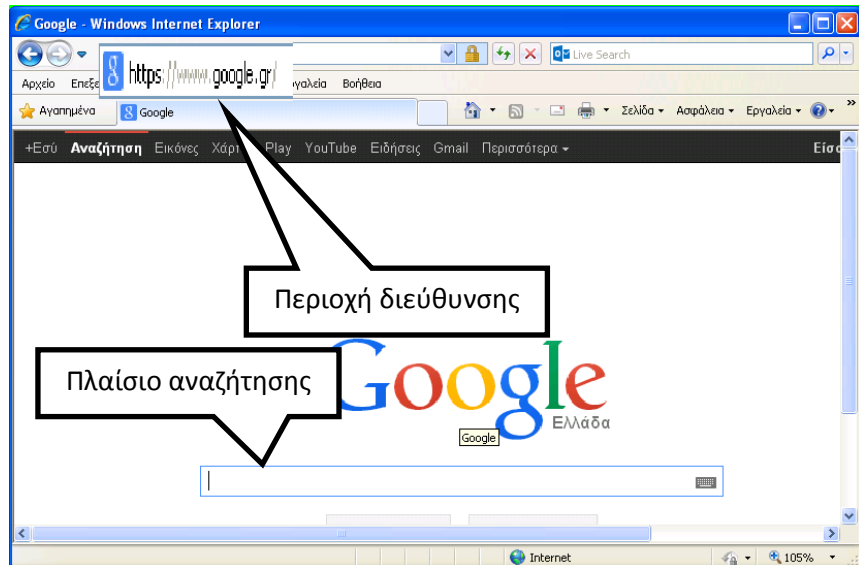 Google - Windows Internet Explorer
https://www.google.gr/
Live Search
Αρχείο Επεξε γαλεία Βοήθεια
Αγαπημένα Google Σελίδα Ασφάλεια Εργαλεία
+Εσύ Αναζήτηση Εικόνες Χάρτ Play YouTube Ειδήσεις Gmail Περισσότερα Είσο
Περιοχή διεύθυνσης
Google
Πλαίσιο αναζήτησης
Ελλάδα
Google
Internet 105%